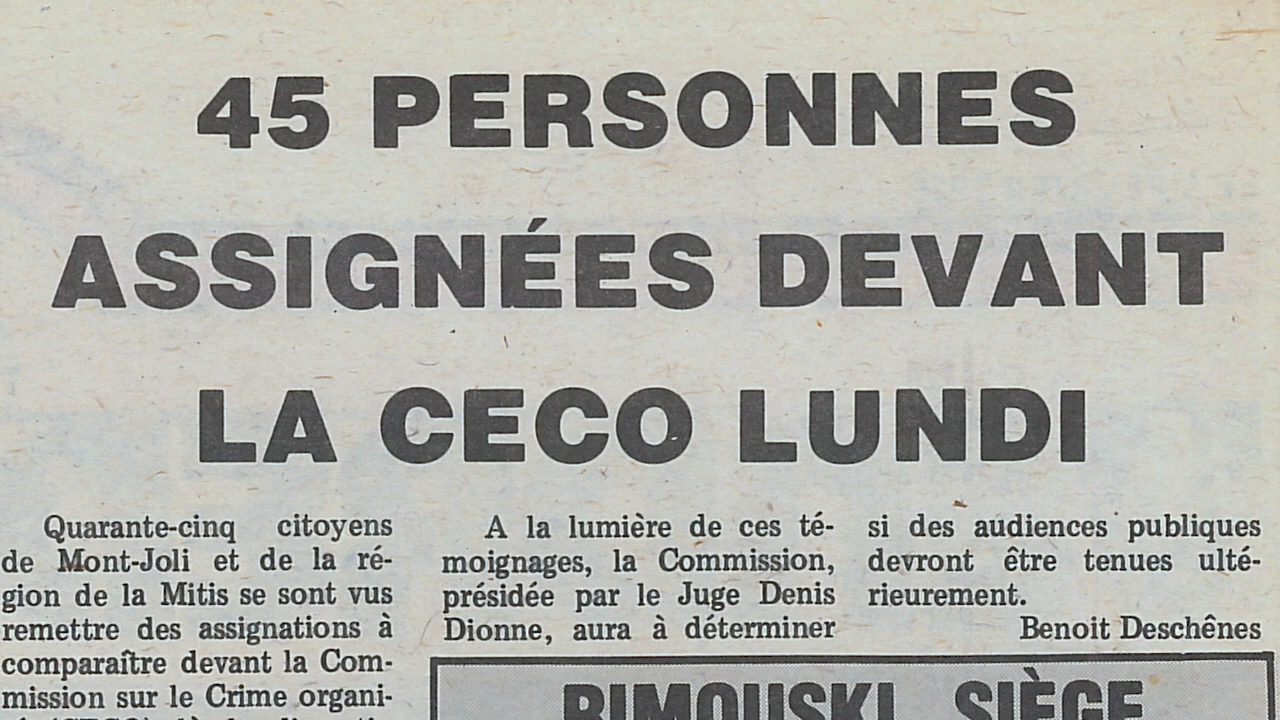 45 PERSONNES
ASSIGNÉES DEVANT
LA CECO LUNDI
Quarante-cinq citoyens
de Mont-Joli et de la ré-
gion de la Mitis se sont vus
remettre des assignations à
comparaître devant la Com-
mission sur le Crime organi-
A la lumière de ces té-
moignages, la Commission,
présidée par le Juge Denis
Dionne, aura à déterminer
si des audiences publiques
devront être tenues ulté-
rieurement.
Benoit Deschênes
RIMOUSKI, SIÈGE